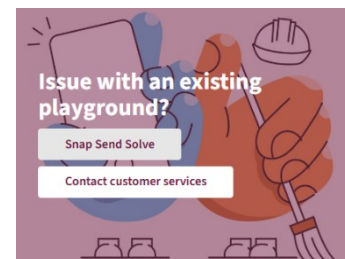 Issue with an existing
playground?
Snap Send Solve
Contact customer services